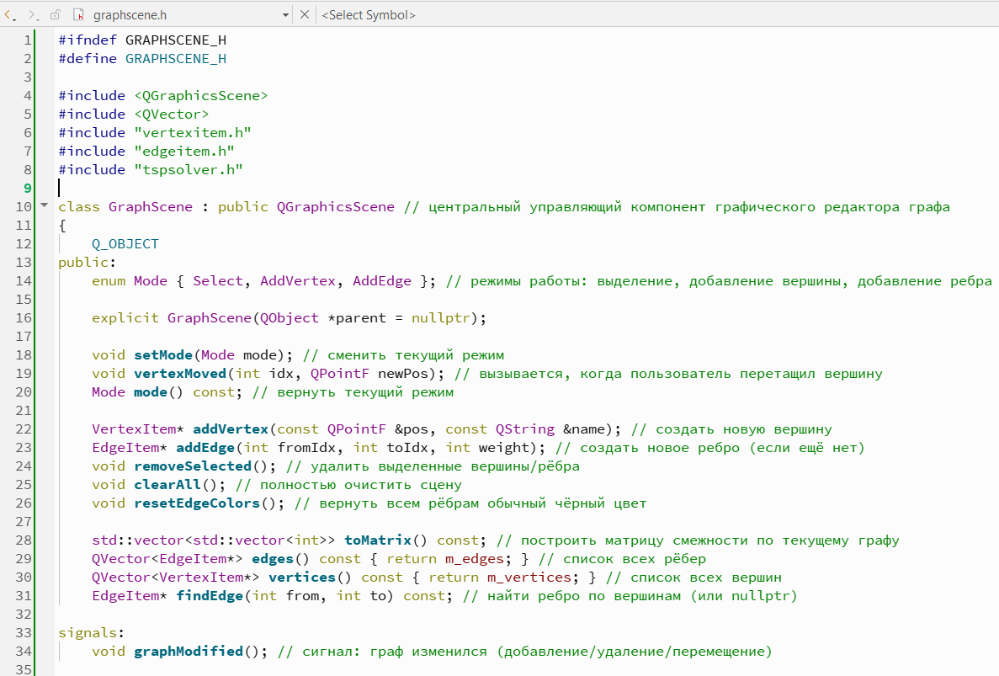 graphscene.h <Select Symbol>
1 #ifndef GRAPHSCENE_H
2 #define GRAPHSCENE_H
3
4 #include <QGraphicsScene>
5 #include <QVector>
6 #include "vertexitem.h"
7 #include "edgeitem.h"
8 #include "tspsolver.h"
9
10 class GraphScene : public QGraphicsScene // центральный управляющий компонент графического редактора графа
11 {
12     Q_OBJECT
13 public:
14     enum Mode { Select, AddVertex, AddEdge }; // режимы работы: выделение, добавление вершины, добавление ребра
15
16     explicit GraphScene(QObject *parent = nullptr);
17
18     void setMode(Mode mode); // сменить текущий режим
19     void vertexMoved(int idx, QPointF newPos); // вызывается, когда пользователь перетащил вершину
20     Mode mode() const; // вернуть текущий режим
21
22     VertexItem* addVertex(const QPointF &pos, const QString &name); // создать новую вершину
23     EdgeItem* addEdge(int fromIdx, int toIdx, int weight); // создать новое ребро (если ещё нет)
24     void removeSelected(); // удалить выделенные вершины/рёбра
25     void clearAll(); // полностью очистить сцену
26     void resetEdgeColors(); // вернуть всем рёбрам обычный чёрный цвет
27
28     std::vector<std::vector<int>> toMatrix() const; // построить матрицу смежности по текущему графу
29     QVector<EdgeItem*> edges() const { return m_edges; } // список всех рёбер
30     QVector<VertexItem*> vertices() const { return m_vertices; } // список всех вершин
31     EdgeItem* findEdge(int from, int to) const; // найти ребро по вершинам (или nullptr)
32
33 signals:
34     void graphModified(); // сигнал: граф изменился (добавление/удаление/перемещение)
35